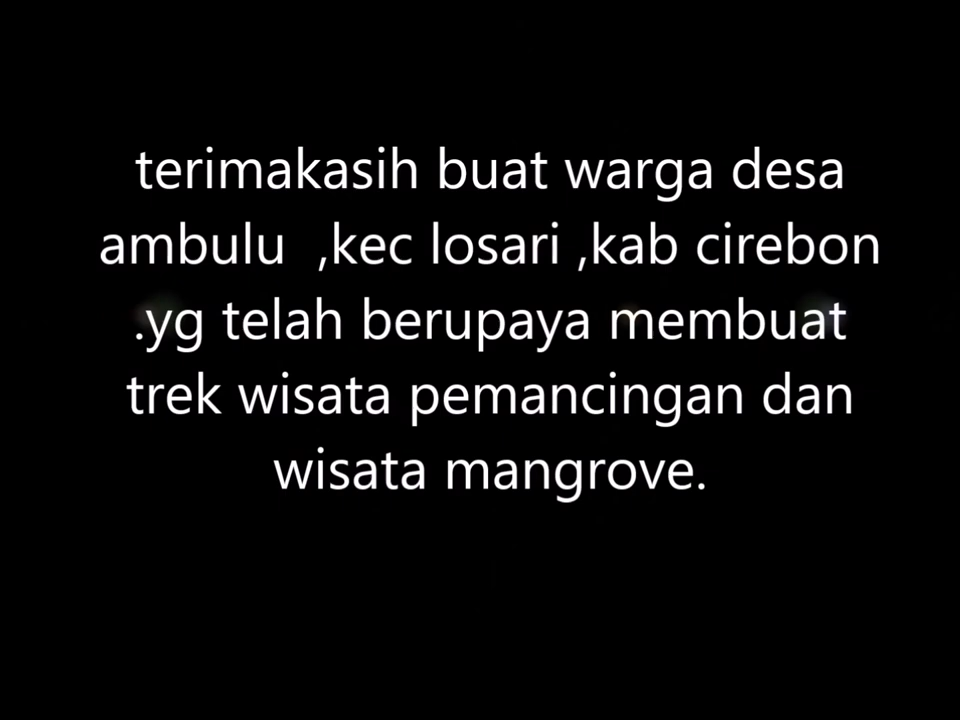 terimakasih buat warga desa
ambulu  ,kec losari ,kab cirebon
.yg telah berupaya membuat
trek wisata pemancingan dan
wisata mangrove.